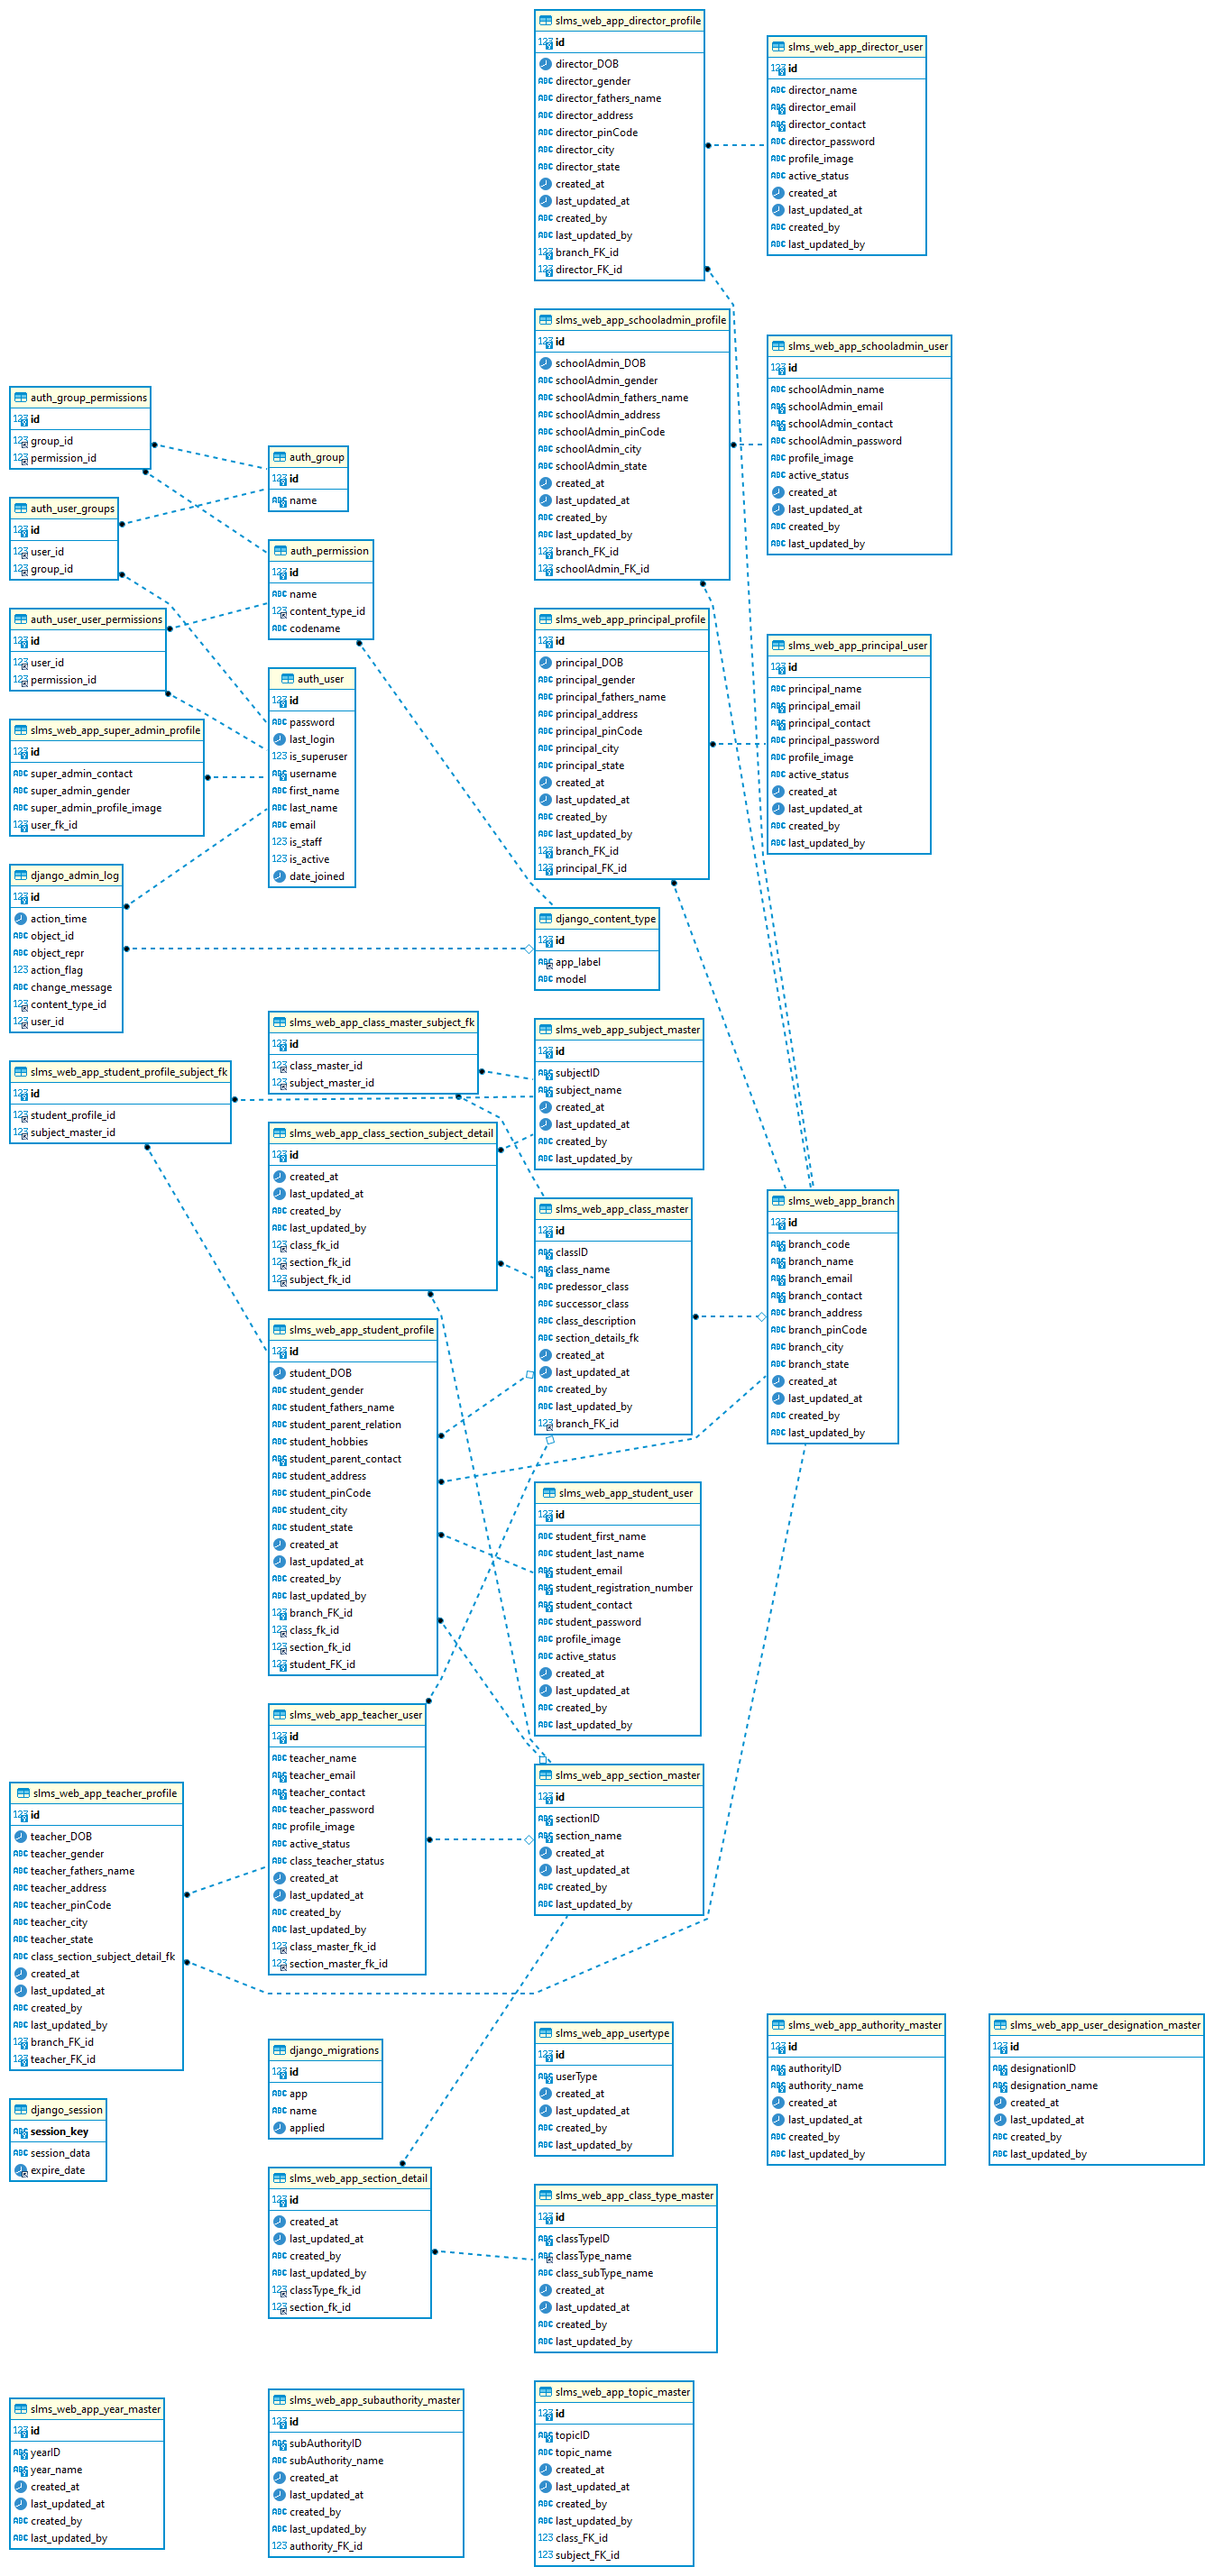 slms_web_app_director_profile
id
director_DOB
director_gender
director_fathers_name
director_address
director_pinCode
director_city
director_state
created_at
last_updated_at
created_by
last_updated_by
branch_FK_id
director_FK_id
slms_web_app_director_user
id
director_name
director_email
director_contact
director_password
profile_image
active_status
created_at
last_updated_at
created_by
last_updated_by
slms_web_app_schooladmin_profile
id
schoolAdmin_DOB
schoolAdmin_gender
schoolAdmin_fathers_name
schoolAdmin_address
schoolAdmin_pinCode
schoolAdmin_city
schoolAdmin_state
created_at
last_updated_at
created_by
last_updated_by
branch_FK_id
schoolAdmin_FK_id
slms_web_app_schooladmin_user
id
schoolAdmin_name
schoolAdmin_email
schoolAdmin_contact
schoolAdmin_password
profile_image
active_status
created_at
last_updated_at
created_by
last_updated_by
auth_group_permissions
id
group_id
permission_id
auth_group
id
name
auth_user_groups
id
user_id
group_id
auth_permission
id
name
content_type_id
codename
auth_user_user_permissions
id
user_id
permission_id
auth_user
id
password
last_login
is_superuser
username
first_name
last_name
email
is_staff
is_active
date_joined
slms_web_app_super_admin_profile
id
super_admin_contact
super_admin_gender
super_admin_profile_image
user_fk_id
slms_web_app_principal_profile
id
principal_DOB
principal_gender
principal_fathers_name
principal_address
principal_pinCode
principal_city
principal_state
created_at
last_updated_at
created_by
last_updated_by
branch_FK_id
principal_FK_id
slms_web_app_principal_user
id
principal_name
principal_email
principal_contact
principal_password
profile_image
active_status
created_at
last_updated_at
created_by
last_updated_by
django_admin_log
id
action_time
object_id
object_repr
action_flag
change_message
content_type_id
user_id
django_content_type
id
app_label
model
slms_web_app_class_master_subject_fk
id
class_master_id
subject_master_id
slms_web_app_subject_master
id
subjectID
subject_name
created_at
last_updated_at
created_by
last_updated_by
slms_web_app_student_profile_subject_fk
id
student_profile_id
subject_master_id
slms_web_app_class_section_subject_detail
id
created_at
last_updated_at
created_by
last_updated_by
class_fk_id
section_fk_id
subject_fk_id
slms_web_app_class_master
id
classID
class_name
predessor_class
successor_class
class_description
section_details_fk
created_at
last_updated_at
created_by
last_updated_by
branch_FK_id
slms_web_app_branch
id
branch_code
branch_name
branch_email
branch_contact
branch_address
branch_pinCode
branch_city
branch_state
created_at
last_updated_at
created_by
last_updated_by
slms_web_app_student_profile
id
student_DOB
student_gender
student_fathers_name
student_parent_relation
student_hobbies
student_parent_contact
student_address
student_pinCode
student_city
student_state
created_at
last_updated_at
created_by
last_updated_by
branch_FK_id
class_fk_id
section_fk_id
student_FK_id
slms_web_app_student_user
id
student_first_name
student_last_name
student_email
student_registration_number
student_contact
student_password
profile_image
active_status
created_at
last_updated_at
created_by
last_updated_by
slms_web_app_teacher_user
id
teacher_name
teacher_email
teacher_contact
teacher_password
profile_image
active_status
class_teacher_status
created_at
last_updated_at
created_by
last_updated_by
class_master_fk_id
section_master_fk_id
slms_web_app_section_master
id
sectionID
section_name
created_at
last_updated_at
created_by
last_updated_by
slms_web_app_teacher_profile
id
teacher_DOB
teacher_gender
teacher_fathers_name
teacher_address
teacher_pinCode
teacher_city
teacher_state
class_section_subject_detail_fk
created_at
last_updated_at
created_by
last_updated_by
branch_FK_id
teacher_FK_id
django_migrations
id
app
name
applied
slms_web_app_usertype
id
userType
created_at
last_updated_at
created_by
last_updated_by
slms_web_app_authority_master
id
authorityID
authority_name
created_at
last_updated_at
created_by
last_updated_by
slms_web_app_user_designation_master
id
designationID
designation_name
created_at
last_updated_at
created_by
last_updated_by
django_session
session_key
session_data
expire_date
slms_web_app_section_detail
id
created_at
last_updated_at
created_by
last_updated_by
classType_fk_id
section_fk_id
slms_web_app_class_type_master
id
classTypeID
classType_name
class_subType_name
created_at
last_updated_at
created_by
last_updated_by
slms_web_app_year_master
id
yearID
year_name
created_at
last_updated_at
created_by
last_updated_by
slms_web_app_subauthority_master
id
subAuthorityID
subAuthority_name
created_at
last_updated_at
created_by
last_updated_by
authority_FK_id
slms_web_app_topic_master
id
topicID
topic_name
created_at
last_updated_at
created_by
last_updated_by
class_FK_id
subject_FK_id